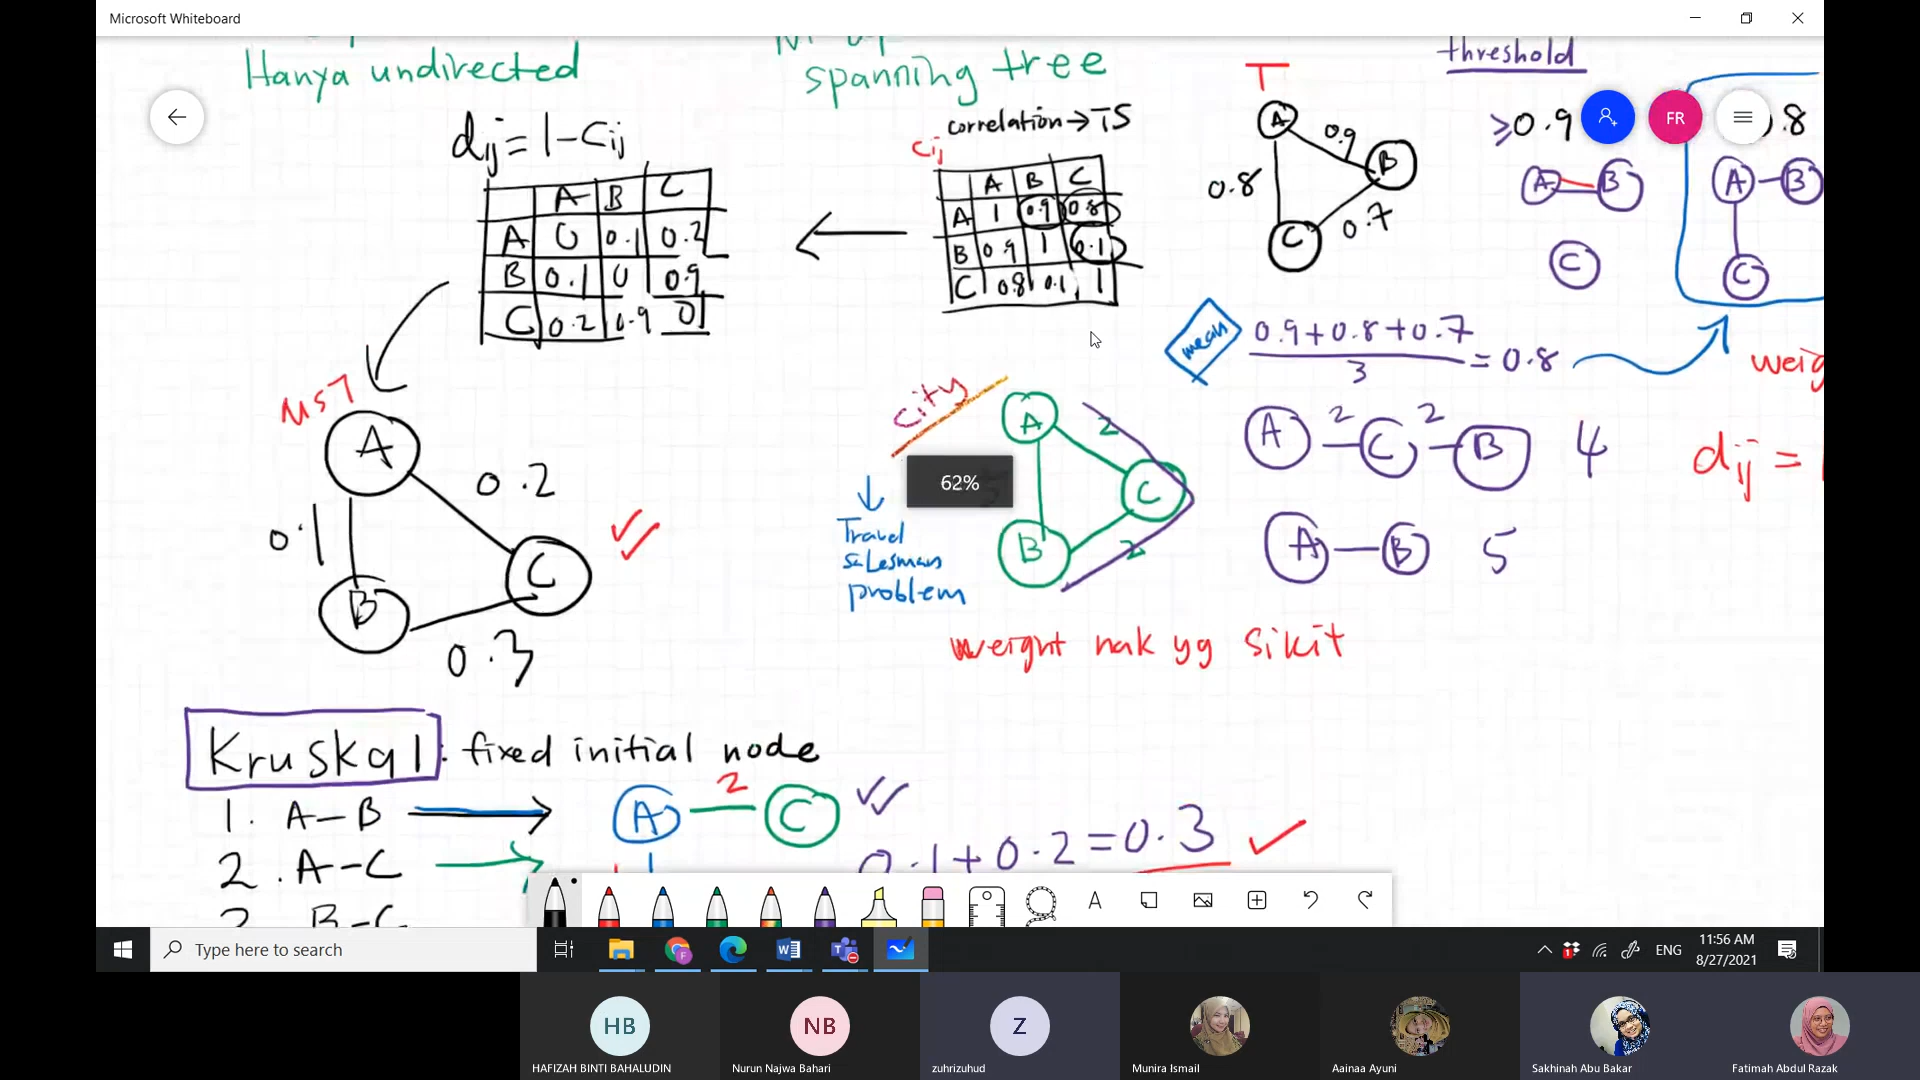 Microsoft Whiteboard
Hanya undirected
spanning tree
threshold
dij = 1 - Cij
A B C
A 0 0.1 0.2
B 0.1 0 0.9
C 0.2 0.9 0
correlation → TS
Cij
A B C
A 1 0.9 0.8
B 0.9 1 0.1
C 0.8 0.1 1
T
A
0.9
B
0.8
C
0.7
≥0.9
FR
.8
A B
C
A - B
C
mean
0.9+0.8+0.7
3
= 0.8
MST
A
0.2
0.1
C
B
0.3
city
A
2
62%
C
B
2
Travel
salesman
problem
A 2 C 2 B 4
A - B 5
dij =
weight nak yg sikit
Kruskal : fixed initial node
1. A-B
A 2 C
2. A-C
0.1+0.2=0.3
B-C
Type here to search
ENG
11:56 AM
8/27/2021
HB
HAFIZAH BINTI BAHALUDIN
NB
Nurun Najwa Bahari
Z
zuhrizuhud
Munira Ismail
Aainaa Ayuni
Sakhinah Abu Bakar
Fatimah Abdul Razak